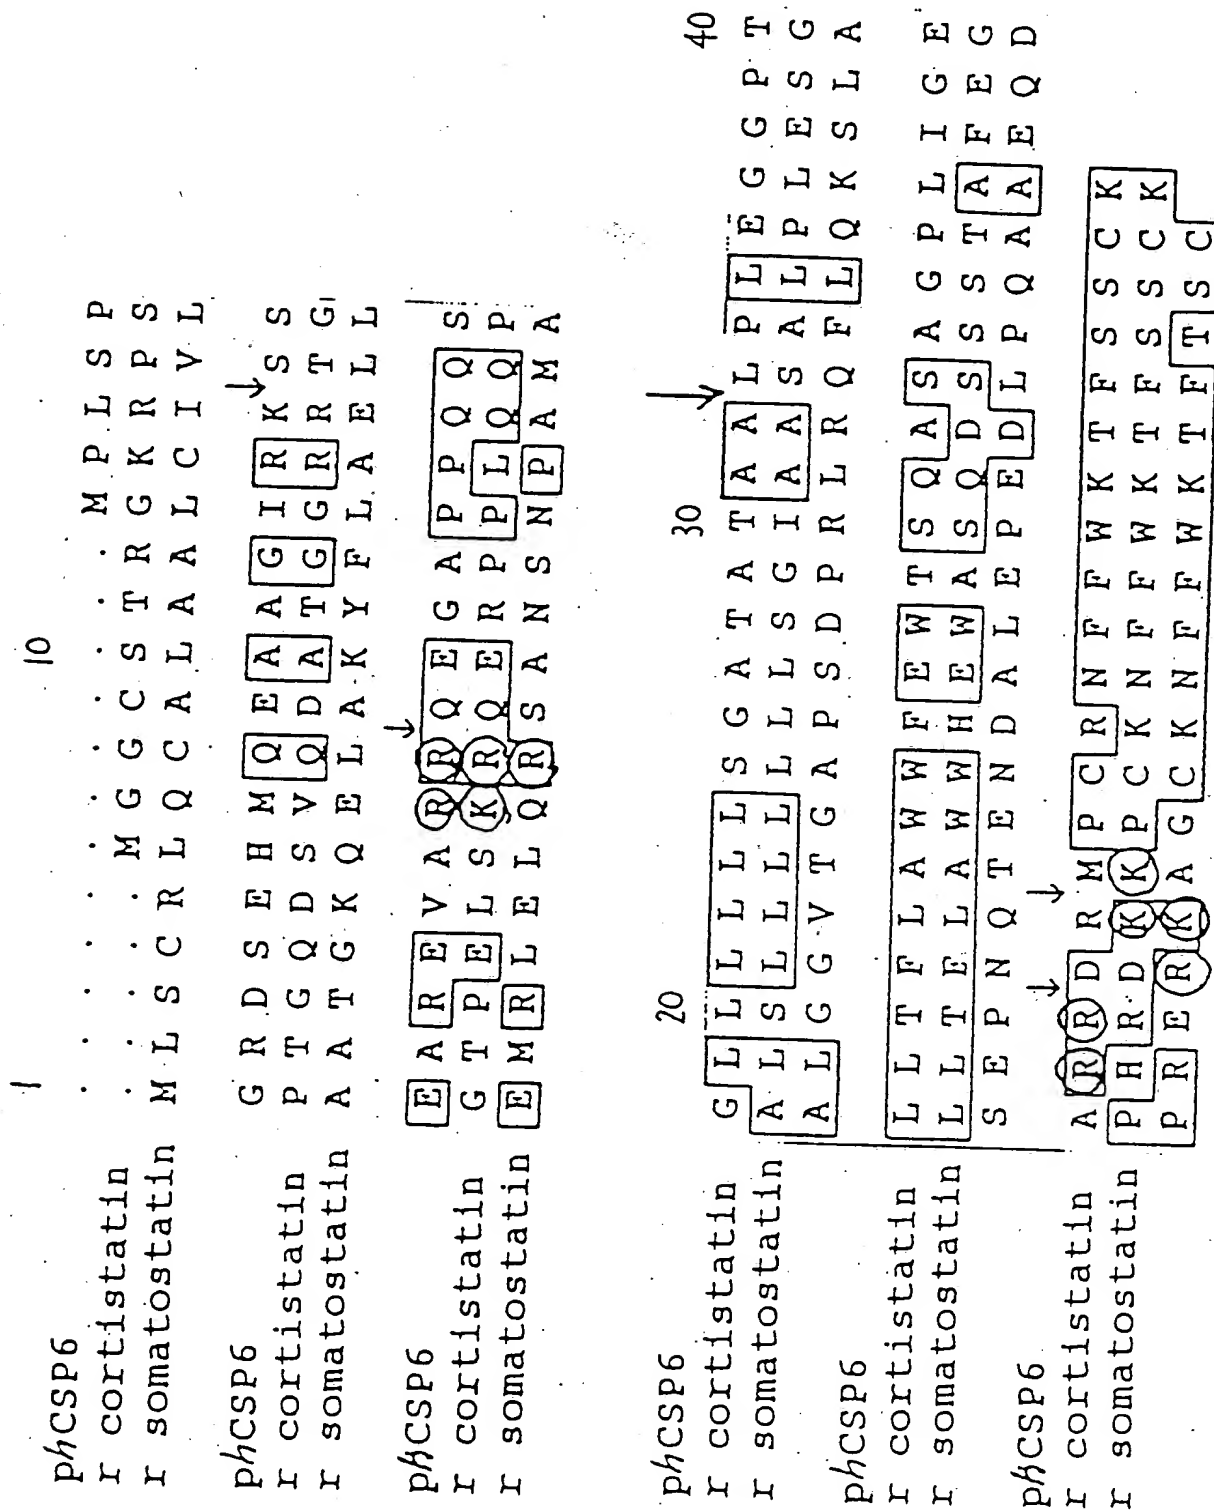 1 10
phCSP6 . . . . . . . . . . . . M P L S P
r cortistatin . . . . . M G G C S T R G K R P S
r somatostatin M L S C R L Q C A L A A L C I V L
phCSP6 G R D S E H M Q E A A G I R K S S
r cortistatin P T G Q D S V Q D A T G G R R T G
r somatostatin A A T G K Q E L A K Y F L A E L L
phCSP6 E A R E V A R R Q E G A P P Q Q S
r cortistatin G T P E L S K R Q E R P P L Q Q P
r somatostatin E M R L E L Q R S A N S N P A M A
20 30 40
phCSP6 G L L L L L L S G A T A T A A L P L E G G P T
r cortistatin A L S L L L L L L L S G I A A S A L P L E S G
r somatostatin A L G G V T G A P S D P R L R Q F L Q K S L A
phCSP6 L L T F L A W W F E W T S Q A S A G P L I G E
r cortistatin L L T E L A W W H E W A S Q D S S S T A F E G
r somatostatin S E P N Q T E N D A L E P E D L P Q A A E Q D
phCSP6 A R R D R M P C R N F F W K T F S S C K
r cortistatin P H R D K K P C K N F F W K T F S S C K
r somatostatin P R E R K A G C K N F F W K T F T S C